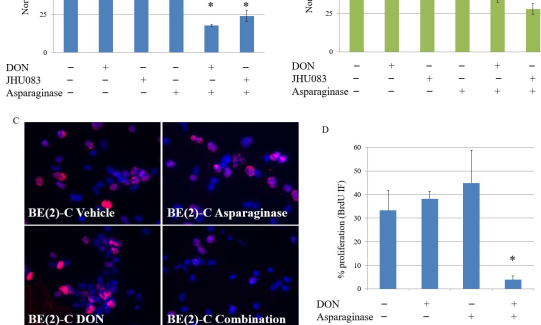 Nor
25
*
*
0
DON
− + − − + −
JHU083
− − + − − +
Asparaginase
− − − + + +
Nor
25
0
DON
− + − − + −
JHU083
− − + − − +
Asparaginase
− − − + + +
C
BE(2)-C Vehicle
BE(2)-C Asparaginase
BE(2)-C DON
BE(2)-C Combination
D
% proliferation (BrdU IF)
60
50
40
30
20
10
0
*
DON
− + − +
Asparaginase
− − + +